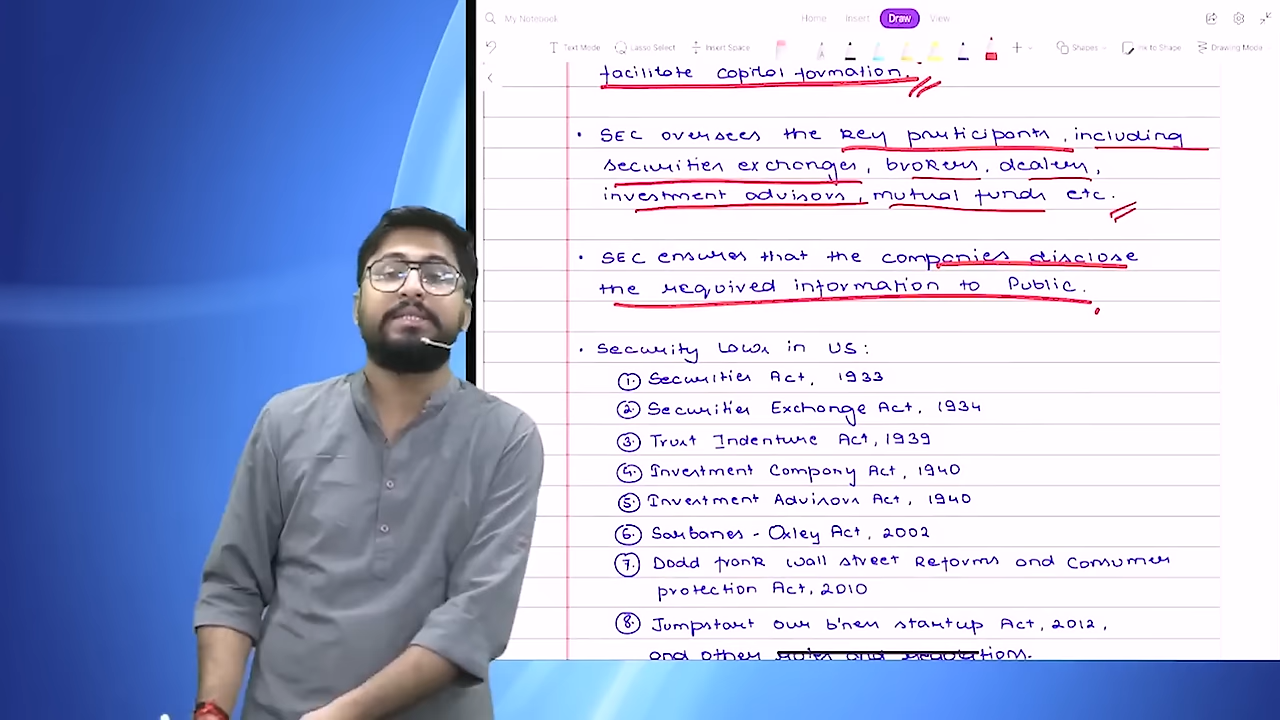 My Notebook
Home Insert Draw View
Text Mode Lasso Select Insert Space Shapes Ink to Shape Drawing Mode
facilitate capital formation.
• SEC oversees the key participants, including
securities exchanges, brokers, dealers,
investment advisors, mutual funds etc.
• SEC ensures that the companies disclose
the required information to Public.
• Security Laws in US:
① Securities Act, 1933
② Securities Exchange Act, 1934
③ Trust Indenture Act, 1939
④ Investment Company Act, 1940
⑤ Investment Advisors Act, 1940
⑥ Sarbanes - Oxley Act, 2002
⑦ Dodd frank wall street Reforms and Consumer
protection Act, 2010
⑧ Jumpstart our b'ness startup Act, 2012,
and other rules and regulations.